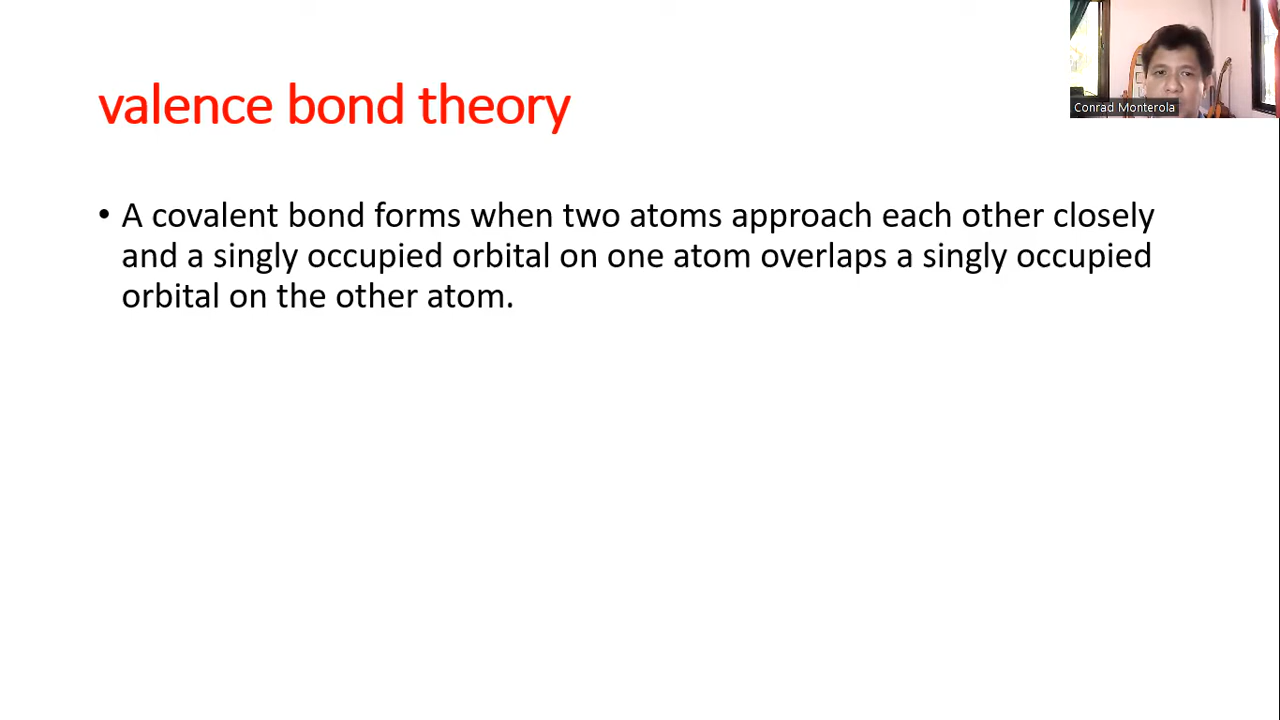 valence bond theory
Conrad Monterola
• A covalent bond forms when two atoms approach each other closely
and a singly occupied orbital on one atom overlaps a singly occupied
orbital on the other atom.